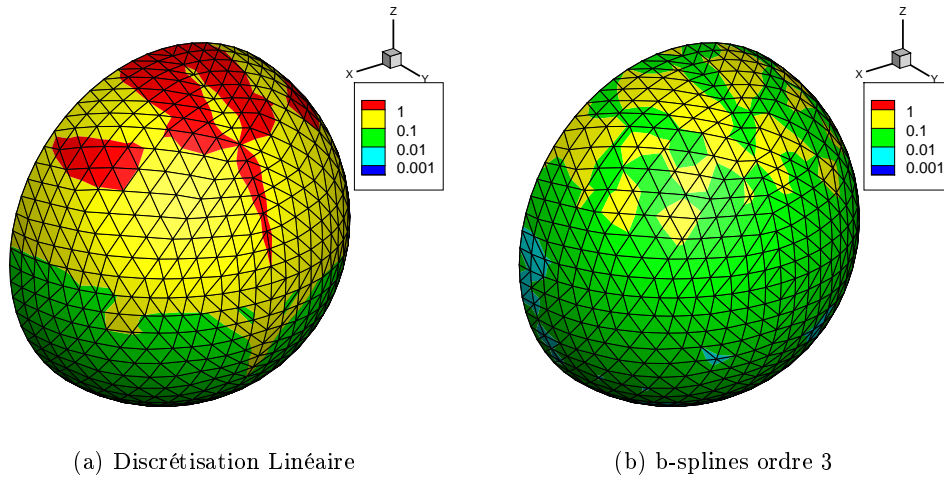 Z
X
Y
1
0.1
0.01
0.001
Z
X
Y
1
0.1
0.01
0.001
(a) Discrétisation Linéaire
(b) b-splines ordre 3